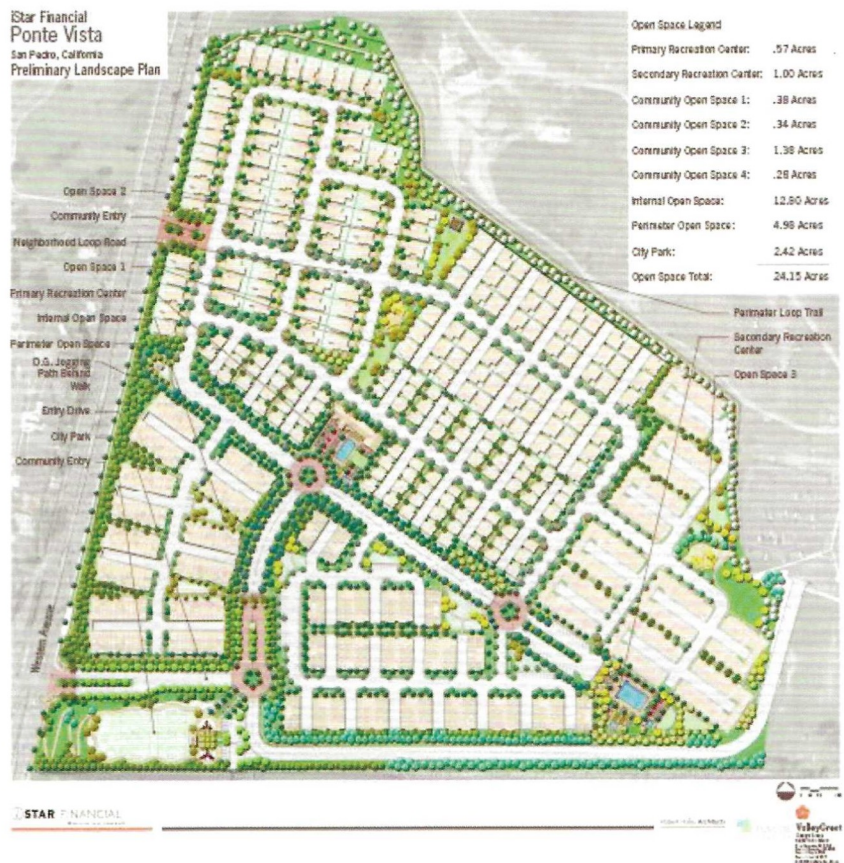 iStar Financial
Ponte Vista
San Pedro, California
Preliminary Landscape Plan
Open Space Legend
Primary Recreation Center: .57 Acres
Secondary Recreation Center: 1.00 Acres
Community Open Space 1: .38 Acres
Community Open Space 2: .34 Acres
Community Open Space 3: 1.38 Acres
Community Open Space 4: .28 Acres
Internal Open Space: 12.80 Acres
Perimeter Open Space: 4.98 Acres
City Park: 2.42 Acres
Open Space Total: 24.15 Acres
Open Space 2
Community Entry
Neighborhood Loop Road
Open Space 1
Primary Recreation Center
Internal Open Space
Perimeter Open Space
D.G. Jogging
Path Behind
Walk
Entry Drive
City Park
Community Entry
Perimeter Loop Trail
Secondary Recreation
Center
Open Space 3
Western Avenue
iSTAR FINANCIAL
ValleyCrest